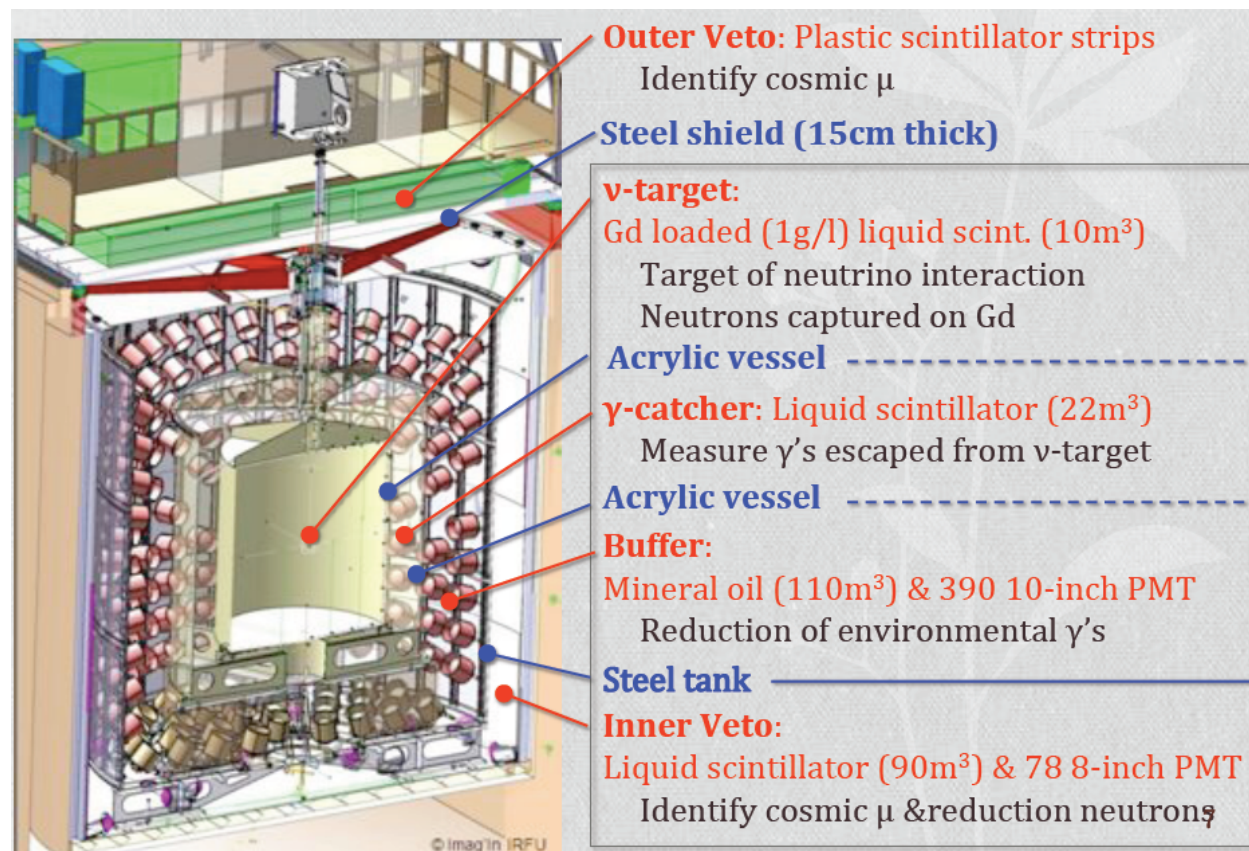 Outer Veto: Plastic scintillator strips
Identify cosmic μ
Steel shield (15cm thick)
ν-target:
Gd loaded (1g/l) liquid scint. (10m³)
Target of neutrino interaction
Neutrons captured on Gd
Acrylic vessel
γ-catcher: Liquid scintillator (22m³)
Measure γ's escaped from ν-target
Acrylic vessel
Buffer:
Mineral oil (110m³) & 390 10-inch PMT
Reduction of environmental γ's
Steel tank
Inner Veto:
Liquid scintillator (90m³) & 78 8-inch PMT
Identify cosmic μ &reduction neutrons
© imag'In IRFU